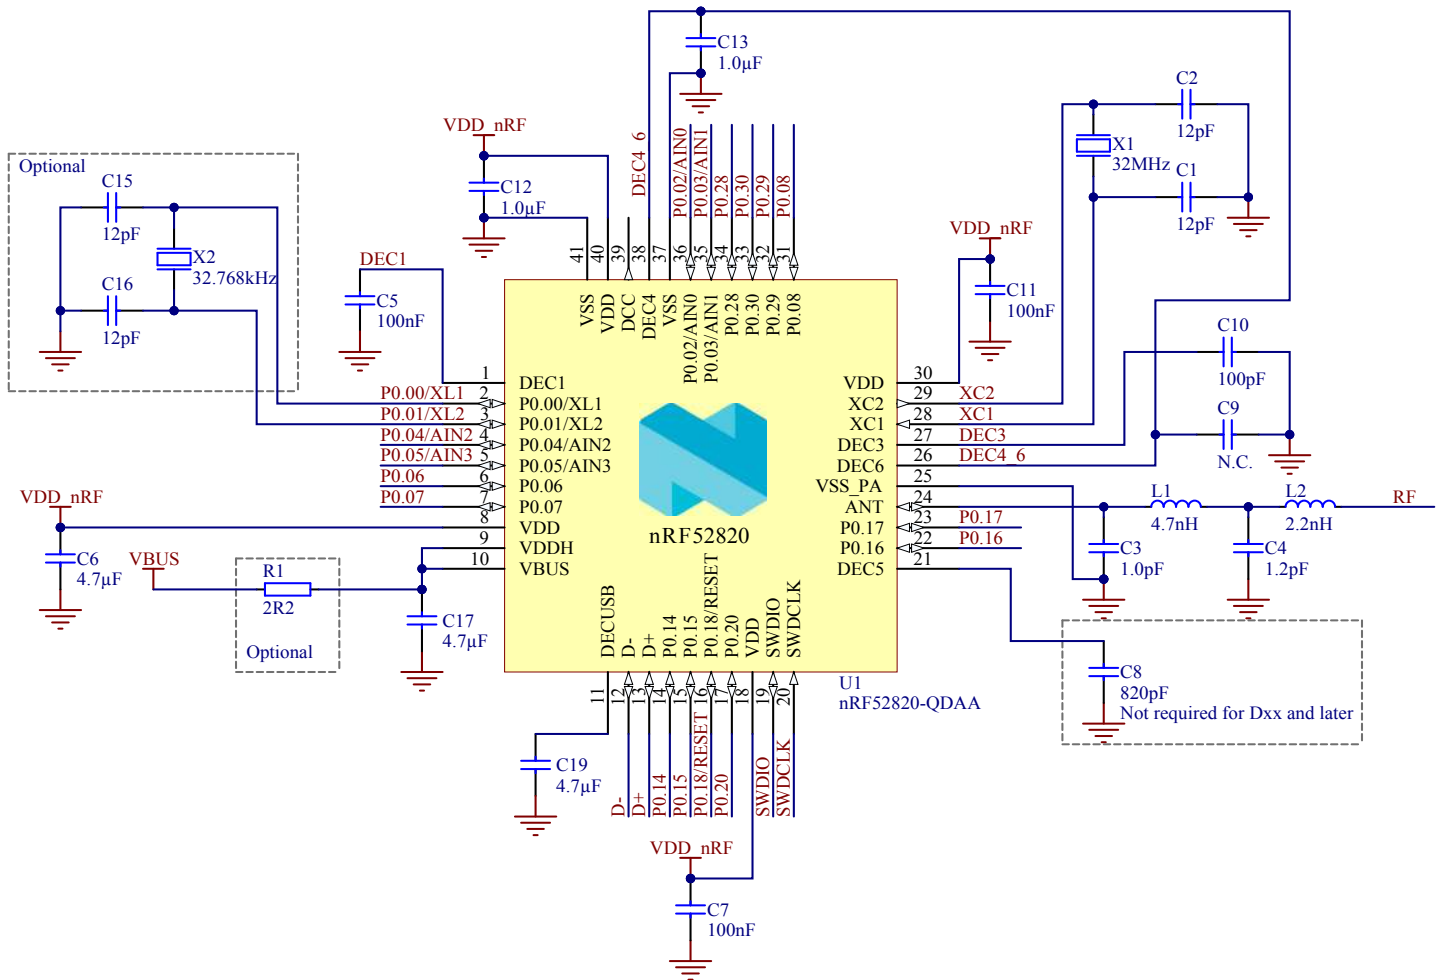 C13
1.0µF
C2
12pF
X1
32MHz
C1
12pF
VDD_nRF
C12
1.0µF
DEC4_6
P0.02/AIN0
P0.03/AIN1
P0.28
P0.30
P0.29
P0.08
Optional
C15
12pF
X2
32.768kHz
C16
12pF
DEC1
C5
100nF
VDD_nRF
C11
100nF
C10
100pF
C9
N.C.
41
40
39
38
37
36
35
34
33
32
31
VSS
VDD
DCC
DEC4
VSS
P0.02/AIN0
P0.03/AIN1
P0.28
P0.30
P0.29
P0.08
1 DEC1
P0.00/XL1 2 P0.00/XL1
P0.01/XL2 3 P0.01/XL2
P0.04/AIN2 4 P0.04/AIN2
P0.05/AIN3 5 P0.05/AIN3
P0.06 6 P0.06
P0.07 7 P0.07
8 VDD
9 VDDH
10 VBUS
VDD 30
XC2 29 XC2
XC1 28 XC1
DEC3 27 DEC3
DEC6 26 DEC4_6
VSS_PA 25
ANT 24
P0.17 23 P0.17
P0.16 22 P0.16
DEC5 21
nRF52820
VDD_nRF
C6
4.7µF
VBUS
R1
2R2
Optional
C17
4.7µF
L1
4.7nH
L2
2.2nH
RF
C3
1.0pF
C4
1.2pF
C8
820pF
Not required for Dxx and later
DECUSB
D-
D+
P0.14
P0.15
P0.18/RESET
P0.20
VDD
SWDIO
SWDCLK
11
12
13
14
15
16
17
18
19
20
U1
nRF52820-QDAA
C19
4.7µF
D-
D+
P0.14
P0.15
P0.18/RESET
P0.20
SWDIO
SWDCLK
VDD_nRF
C7
100nF